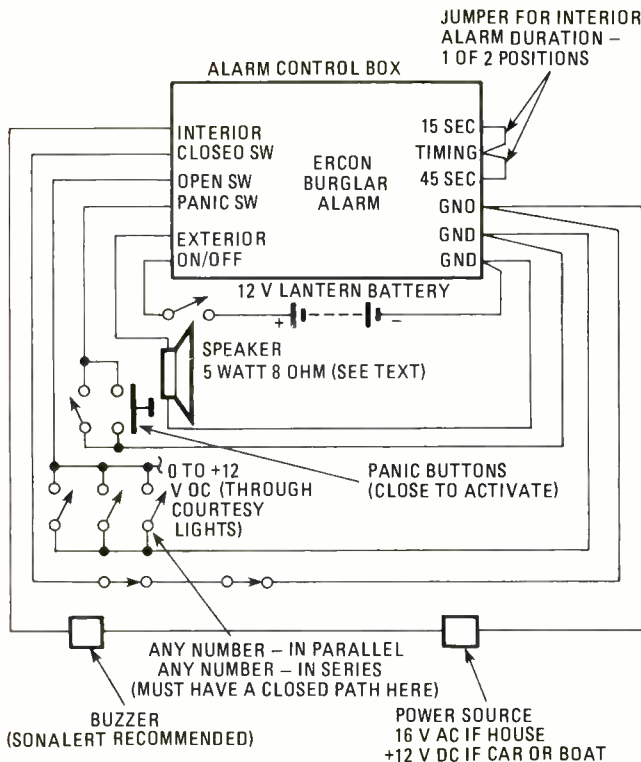 JUMPER FOR INTERIOR
ALARM DURATION –
1 OF 2 POSITIONS
ALARM CONTROL BOX
INTERIOR
CLOSEO SW
OPEN SW
PANIC SW
EXTERIOR
ON/OFF
ERCON
BURGLAR
ALARM
15 SEC
TIMING
45 SEC
GNO
GND
GND
12 V LANTERN BATTERY
+ –
SPEAKER
5 WATT 8 OHM (SEE TEXT)
0 TO +12
V OC (THROUGH
COURTESY
LIGHTS)
PANIC BUTTONS
(CLOSE TO ACTIVATE)
ANY NUMBER – IN PARALLEL
ANY NUMBER – IN SERIES
(MUST HAVE A CLOSED PATH HERE)
BUZZER
(SONALERT RECOMMENDED)
POWER SOURCE
16 V AC IF HOUSE
+12 V DC IF CAR OR BOAT